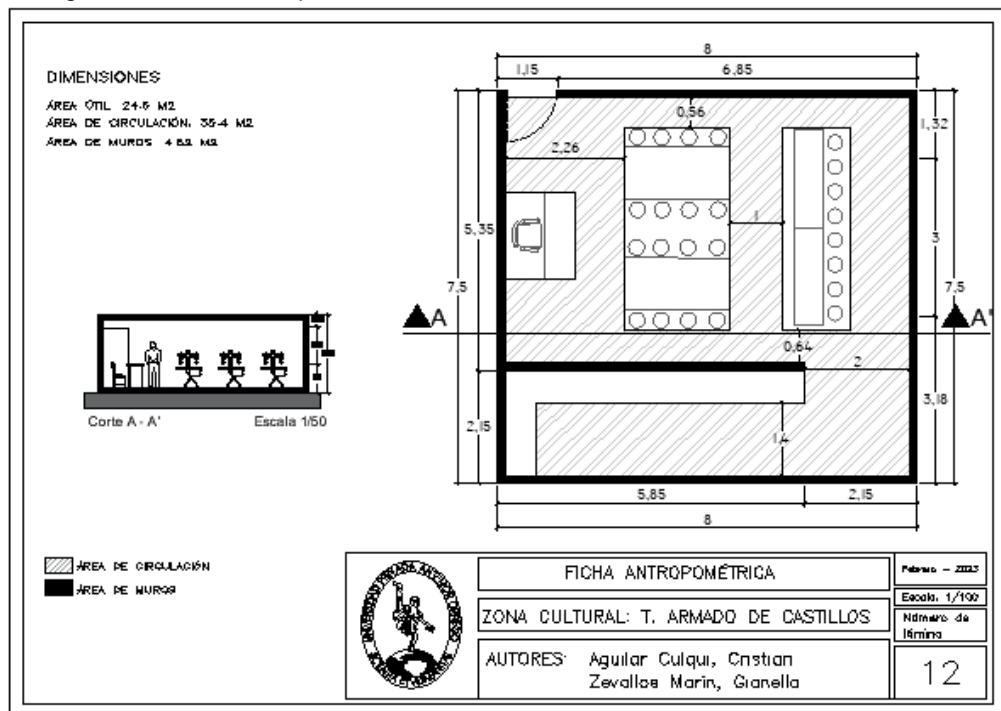 DIMENSIONES
ÁREA ÚTIL 24.5 M2
ÁREA DE CIRCULACIÓN. 35.4 M2
ÁREA DE MUROS 4.52 M2
8
1,15
6,85
0,56
1,32
2,26
1
5,35
3
7,5
7,5
A
A'
0,64
2
3,18
2,15
1,4
5,85
2,15
8
Corte A - A'
Escala 1/50
ÁREA DE CIRCULACIÓN
ÁREA DE MUROS
FICHA ANTROPOMÉTRICA
Febrero - 2023
Escala. 1/100
ZONA CULTURAL: T. ARMADO DE CASTILLOS
Número de
lámina
AUTORES: Aguilar Culqui, Cristian
Zevallos Marin, Gianella
12